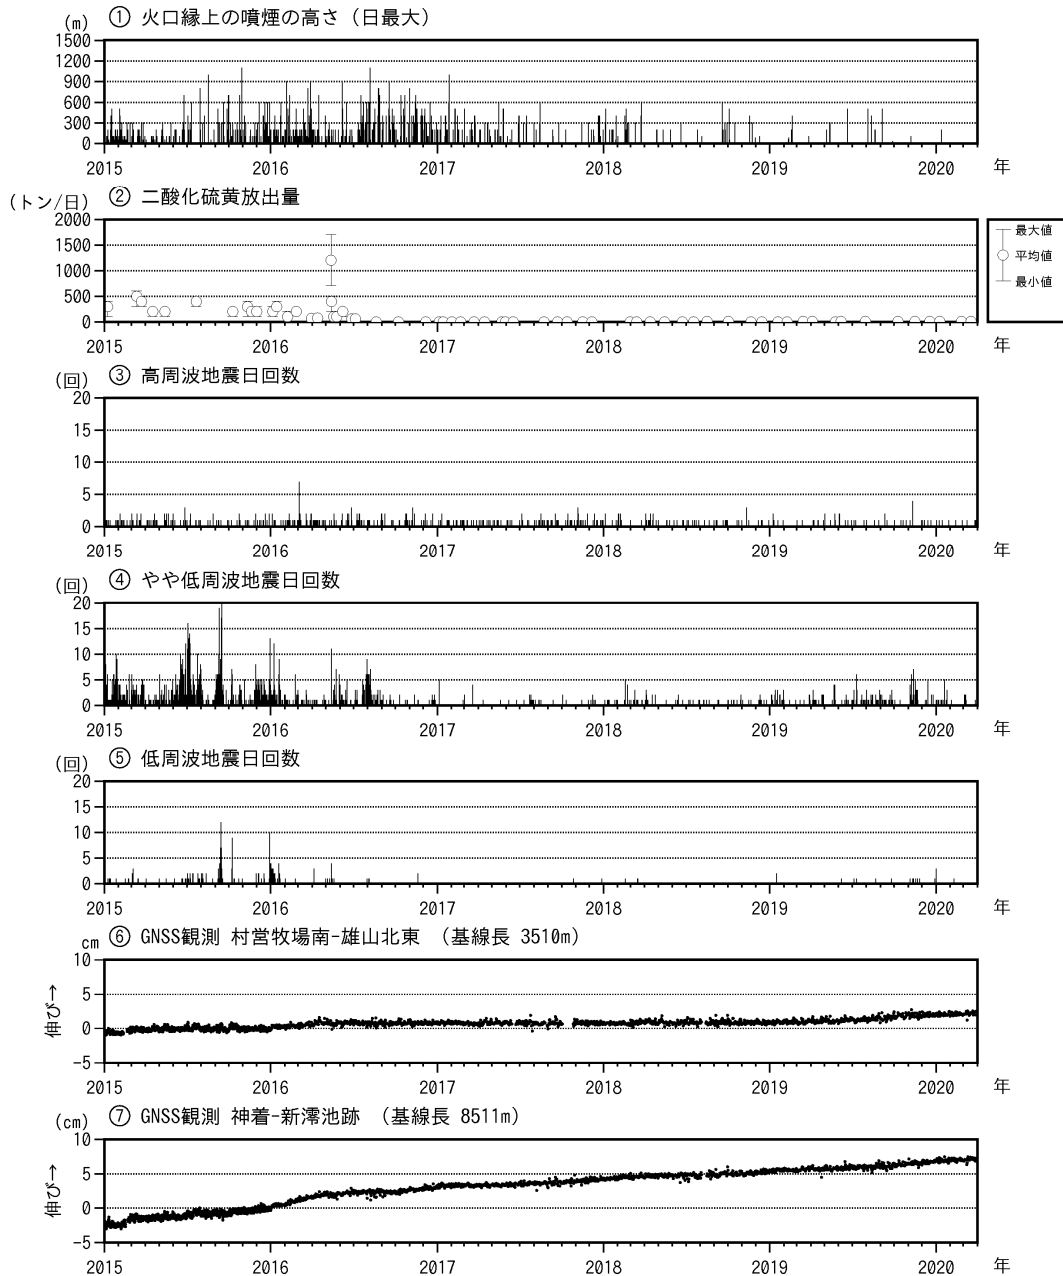 (m) ① 火口縁上の噴煙の高さ（日最大）
1500
1200
900
600
300
0
2015 2016 2017 2018 2019 2020 年
(トン/日) ② 二酸化硫黄放出量
2000
1500
1000
500
0
最大値
平均値
最小値
2015 2016 2017 2018 2019 2020 年
(回) ③ 高周波地震日回数
20
15
10
5
0
2015 2016 2017 2018 2019 2020 年
(回) ④ やや低周波地震日回数
20
15
10
5
0
2015 2016 2017 2018 2019 2020 年
(回) ⑤ 低周波地震日回数
20
15
10
5
0
2015 2016 2017 2018 2019 2020 年
cm ⑥ GNSS観測 村営牧場南-雄山北東 （基線長 3510m）
10
5
0
-5
伸び→
2015 2016 2017 2018 2019 2020 年
(cm) ⑦ GNSS観測 神着-新澪池跡 （基線長 8511m）
10
5
0
-5
伸び→
2015 2016 2017 2018 2019 2020 年